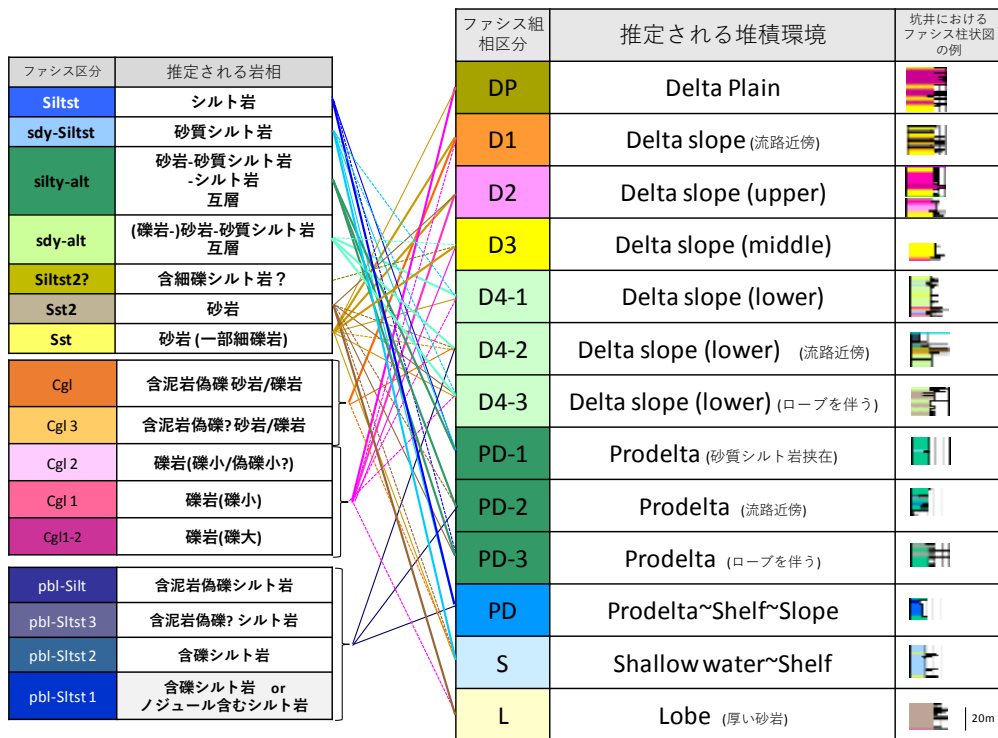 ファシス区分 推定される岩相
Siltst シルト岩
sdy-Siltst 砂質シルト岩
silty-alt 砂岩-砂質シルト岩
-シルト岩
互層
sdy-alt (礫岩-)砂岩-砂質シルト岩
互層
Siltst2? 含細礫シルト岩?
Sst2 砂岩
Sst 砂岩(一部細礫岩)
Cgl 含泥岩偽礫 砂岩/礫岩
Cgl 3 含泥岩偽礫? 砂岩/礫岩
Cgl 2 礫岩(礫小/偽礫小?)
Cgl 1 礫岩(礫小)
Cgl1-2 礫岩(礫大)
pbl-Silt 含泥岩偽礫シルト岩
pbl-Sltst 3 含泥岩偽礫? シルト岩
pbl-Sltst 2 含礫シルト岩
pbl-Sltst 1 含礫シルト岩 or
ノジュール含むシルト岩
ファシス組
相区分
推定される堆積環境
坑井における
ファシス柱状図
の例
DP Delta Plain
D1 Delta slope (流路近傍)
D2 Delta slope (upper)
D3 Delta slope (middle)
D4-1 Delta slope (lower)
D4-2 Delta slope (lower) (流路近傍)
D4-3 Delta slope (lower) (ローブを伴う)
PD-1 Prodelta (砂質シルト岩挟在)
PD-2 Prodelta (流路近傍)
PD-3 Prodelta (ローブを伴う)
PD Prodelta~Shelf~Slope
S Shallow water~Shelf
L Lobe (厚い砂岩) 20m